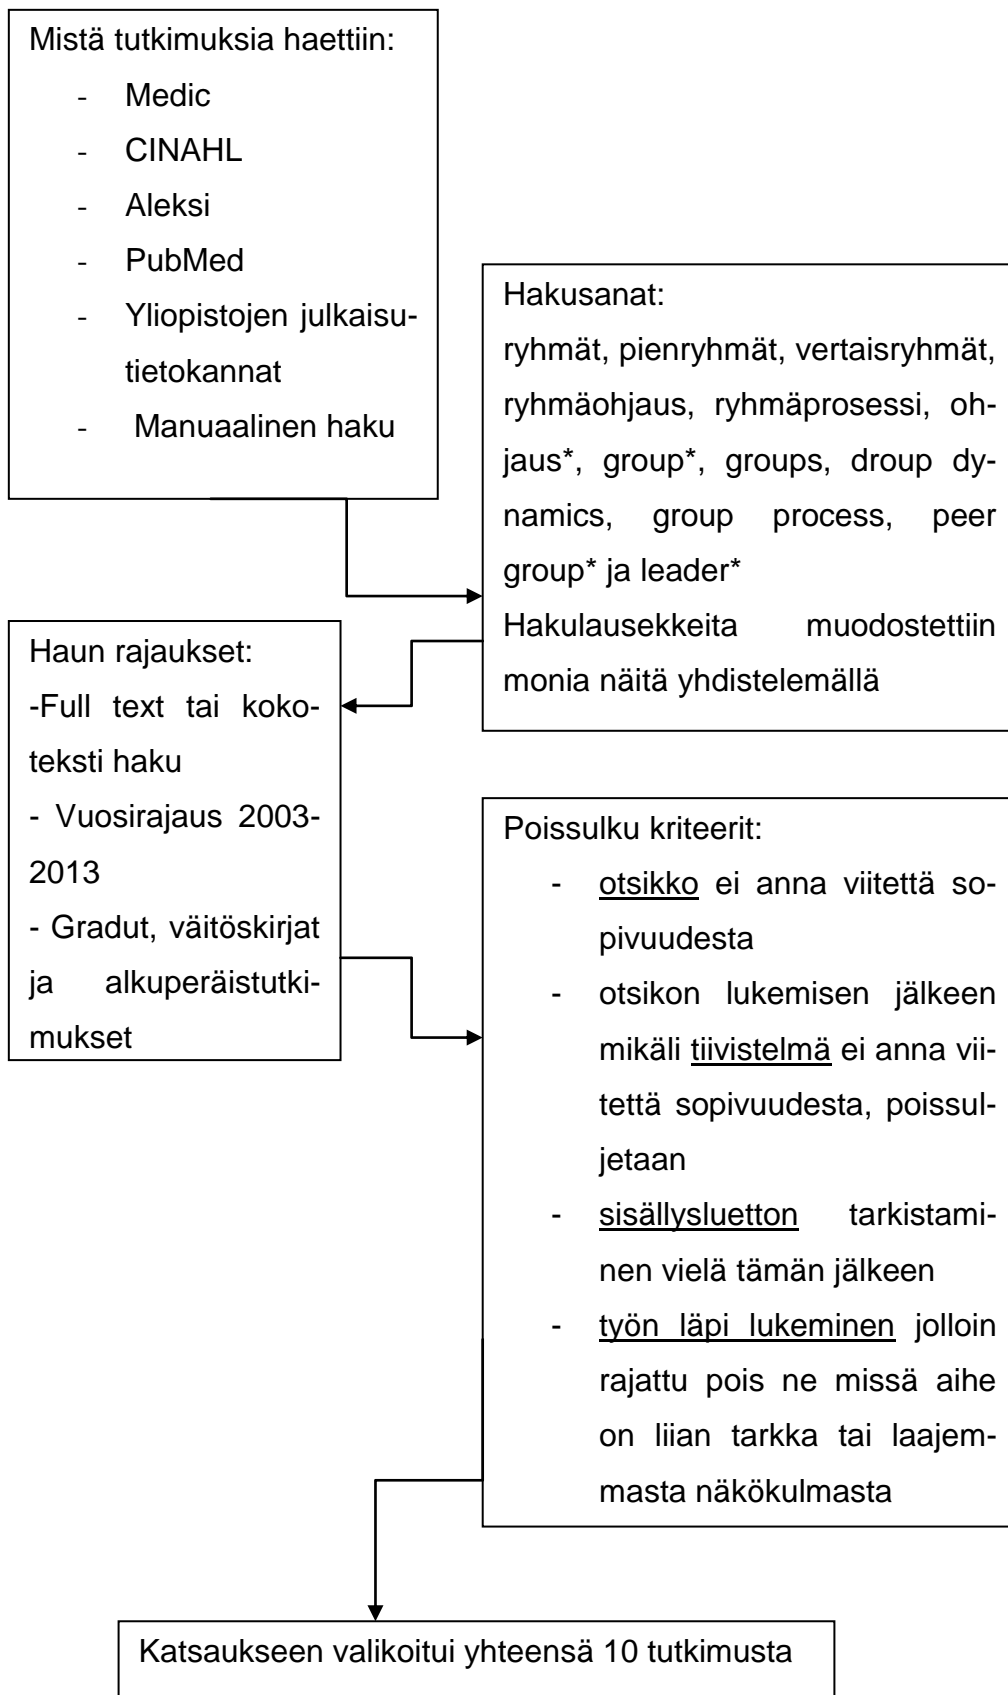 Mistä tutkimuksia haettiin:
- Medic
- CINAHL
- Aleksi
- PubMed
- Yliopistojen julkaisu-
tietokannat
- Manuaalinen haku
Hakusanat:
ryhmät, pienryhmät, vertaisryhmät,
ryhmäohjaus, ryhmäprosessi, oh-
jaus*, group*, groups, droup dy-
namics, group process, peer
group* ja leader*
Hakulausekkeita muodostettiin
monia näitä yhdistelemällä
Haun rajaukset:
-Full text tai koko-
teksti haku
- Vuosirajaus 2003-
2013
- Gradut, väitöskirjat
ja alkuperäistutki-
mukset
Poissulku kriteerit:
- otsikko ei anna viitettä so-
pivuudesta
- otsikon lukemisen jälkeen
mikäli tiivistelmä ei anna vii-
tettä sopivuudesta, poissul-
jetaan
- sisällysluetton tarkistami-
nen vielä tämän jälkeen
- työn läpi lukeminen jolloin
rajattu pois ne missä aihe
on liian tarkka tai laajem-
masta näkökulmasta
Katsaukseen valikoitui yhteensä 10 tutkimusta